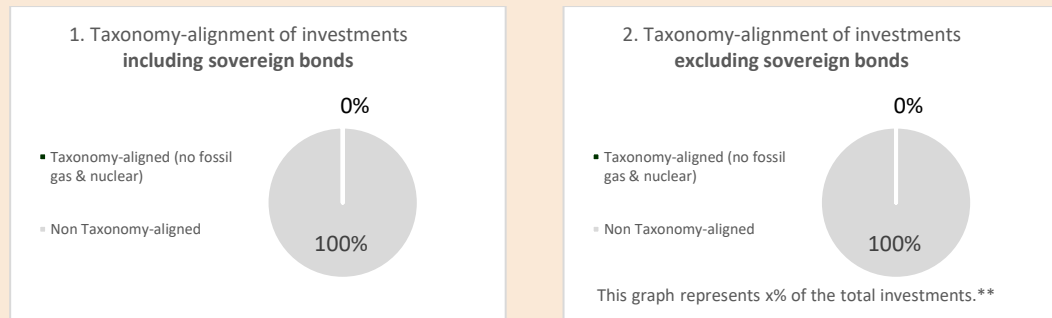 1. Taxonomy-alignment of investments
including sovereign bonds
0%
Taxonomy-aligned (no fossil
gas & nuclear)
Non Taxonomy-aligned
100%
2. Taxonomy-alignment of investments
excluding sovereign bonds
0%
Taxonomy-aligned (no fossil
gas & nuclear)
Non Taxonomy-aligned
100%
This graph represents x% of the total investments.**